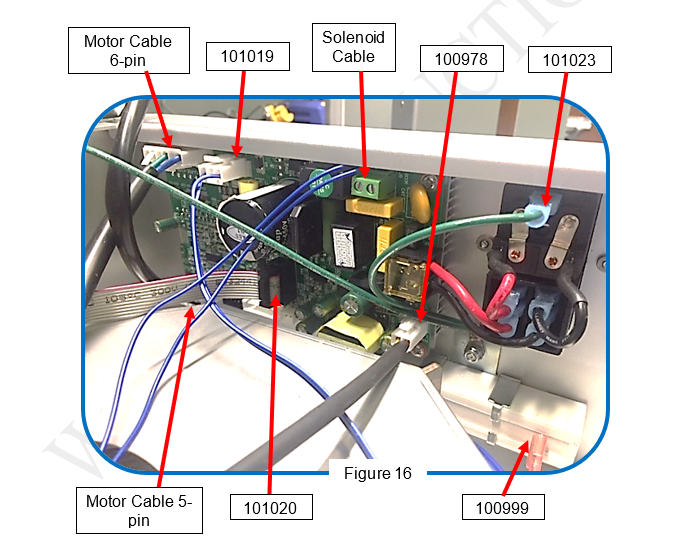 Motor Cable
6-pin
101019
Solenoid
Cable
100978
101023
Figure 16
Motor Cable 5-
pin
101020
100999